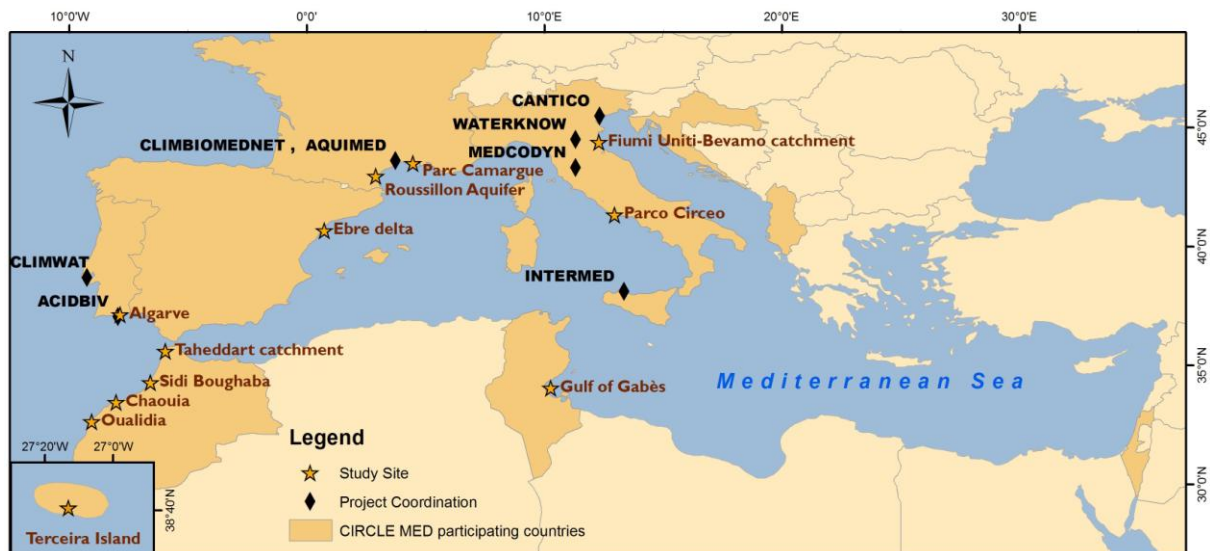 10°0'W
0°0'
10°0'E
20°0'E
30°0'E
N
CANTICO
45°0'N
WATERKNOW
Fiumi Uniti-Bevamo catchment
CLIMBIOMEDNET , AQUIMED
MEDCODYN
Parc Camargue
Roussillon Aquifer
Parco Circeo
Ebre delta
40°0'N
CLIMWAT
INTERMED
ACIDBIV
Algarve
Taheddart catchment
35°0'N
Sidi Boughaba
Gulf of Gabès
Mediterranean Sea
Chaouia
Oualidia
Legend
27°20'W
27°0'W
Study Site
30°0'N
Project Coordination
38°40'N
CIRCLE MED participating countries
Terceira Island